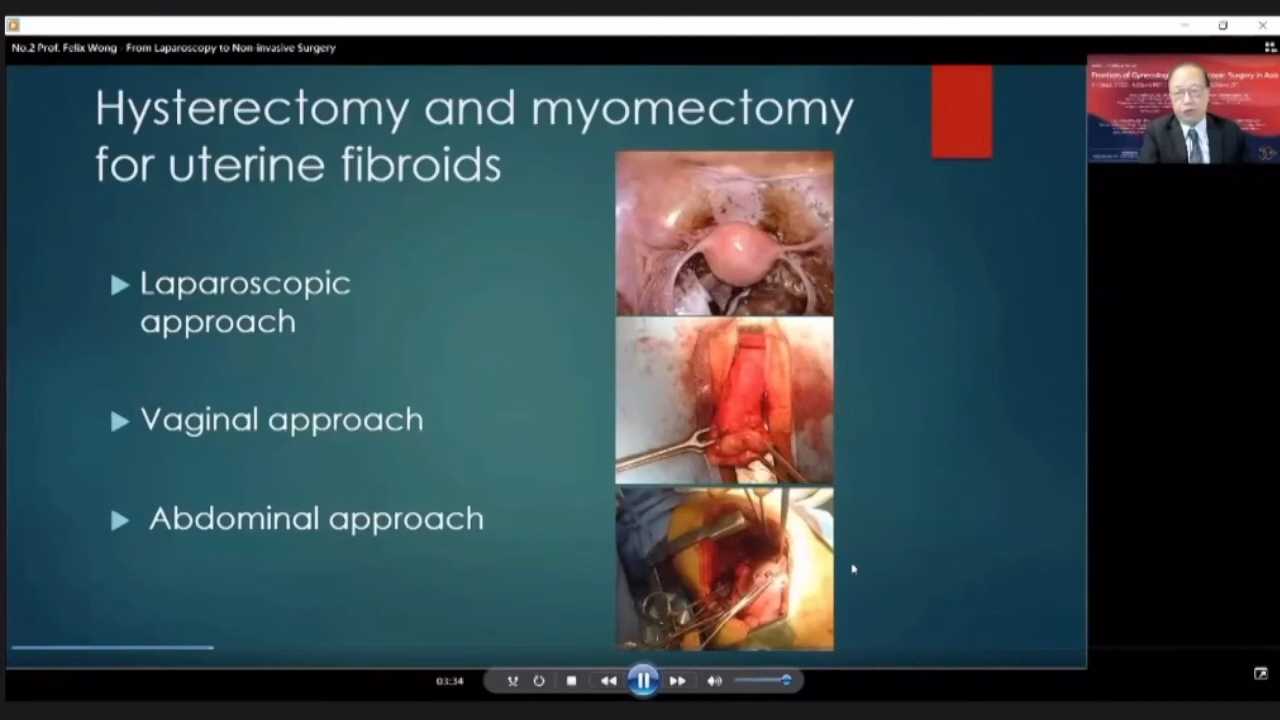 No.2 Prof. Felix Wong - From Laparoscopy to Non-invasive Surgery
Hysterectomy and myomectomy
for uterine fibroids
Laparoscopic
approach
Vaginal approach
Abdominal approach
03:34